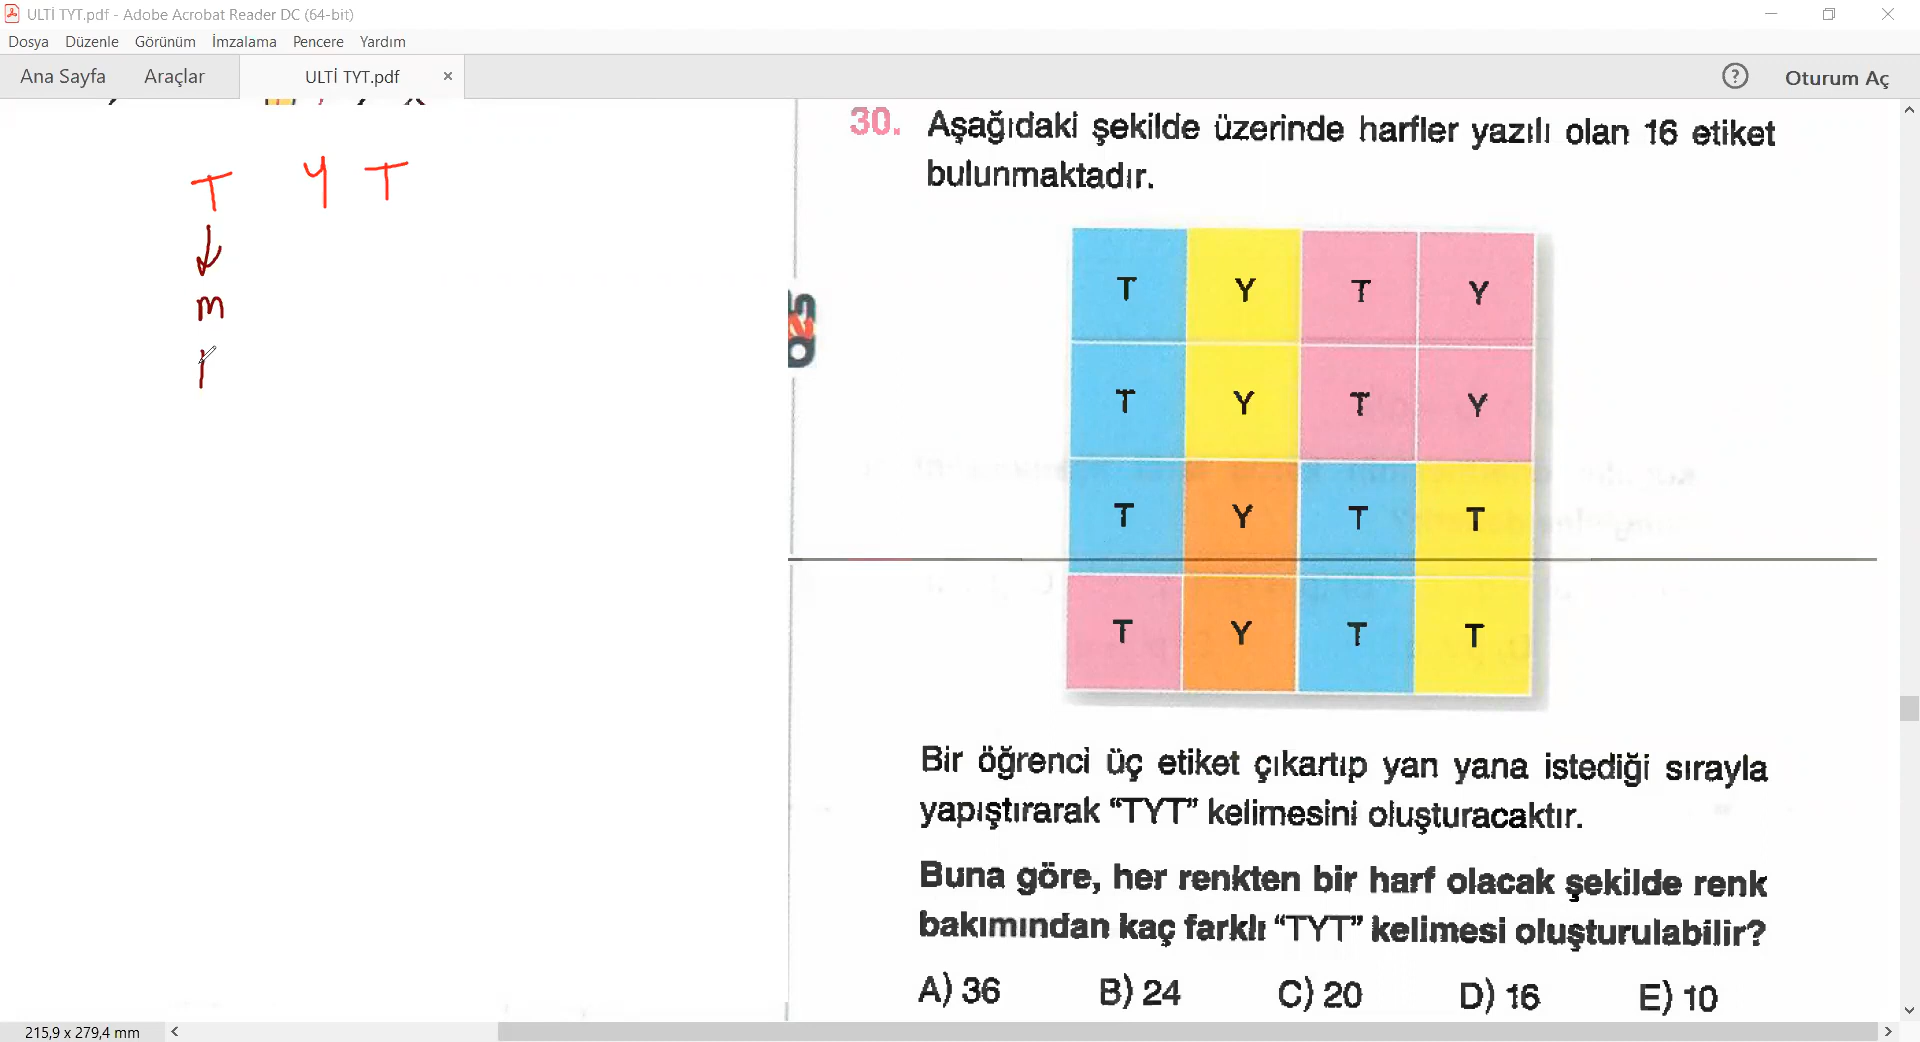 ULTİ TYT.pdf - Adobe Acrobat Reader DC (64-bit)
Dosya Düzenle Görünüm İmzalama Pencere Yardım
Ana Sayfa Araçlar ULTİ TYT.pdf × ? Oturum Aç
T Y T
m
30. Aşağıdaki şekilde üzerinde harfler yazılı olan 16 etiket
bulunmaktadır.
T Y T Y
T Y T Y
T Y T T
T Y T T
Bir öğrenci üç etiket çıkartıp yan yana istediği sırayla
yapıştırarak “TYT” kelimesini oluşturacaktır.
Buna göre, her renkten bir harf olacak şekilde renk
bakımından kaç farklı “TYT” kelimesi oluşturulabilir?
A) 36 B) 24 C) 20 D) 16 E) 10
215,9 x 279,4 mm